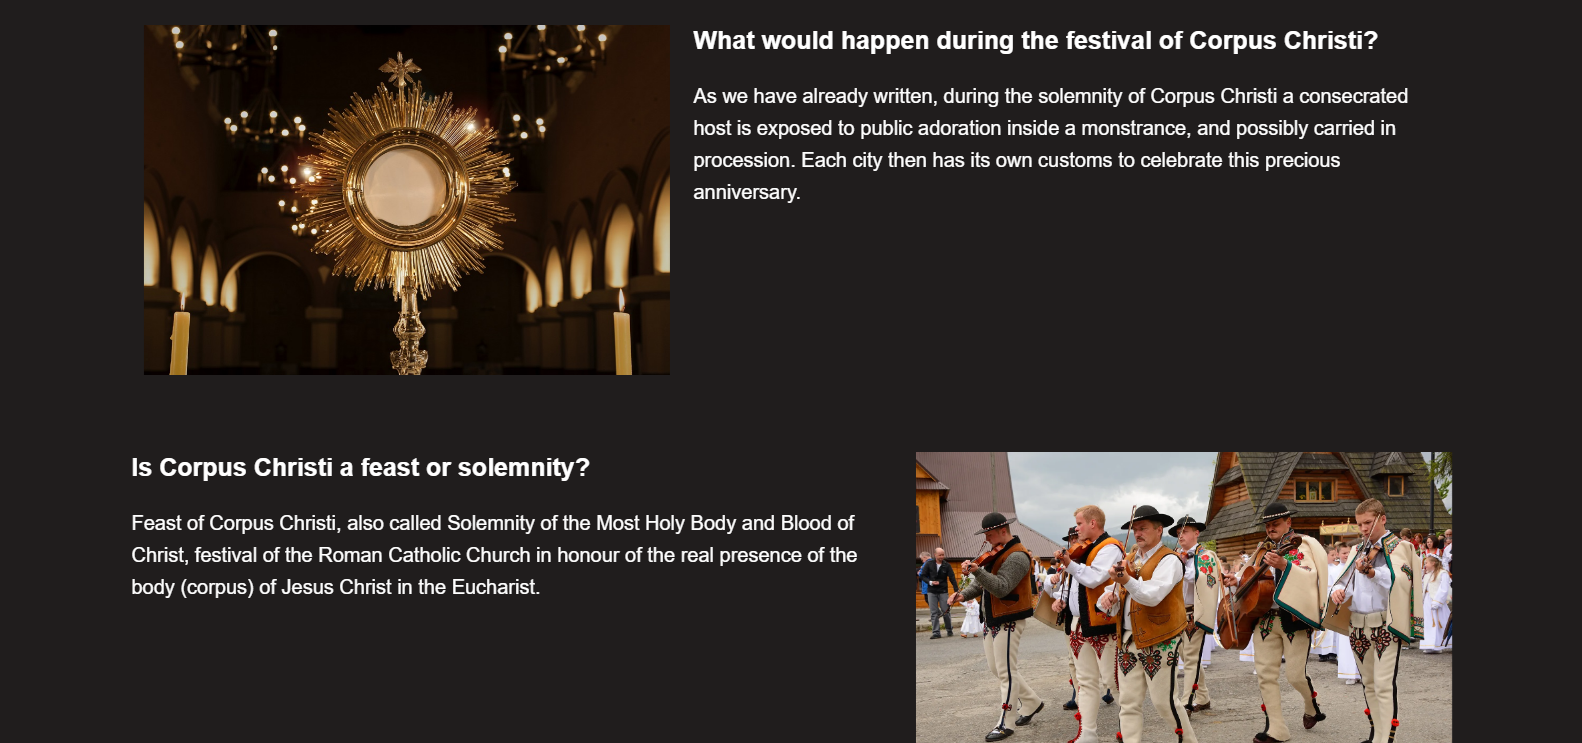 What would happen during the festival of Corpus Christi?
As we have already written, during the solemnity of Corpus Christi a consecrated
host is exposed to public adoration inside a monstrance, and possibly carried in
procession. Each city then has its own customs to celebrate this precious
anniversary.
Is Corpus Christi a feast or solemnity?
Feast of Corpus Christi, also called Solemnity of the Most Holy Body and Blood of
Christ, festival of the Roman Catholic Church in honour of the real presence of the
body (corpus) of Jesus Christ in the Eucharist.